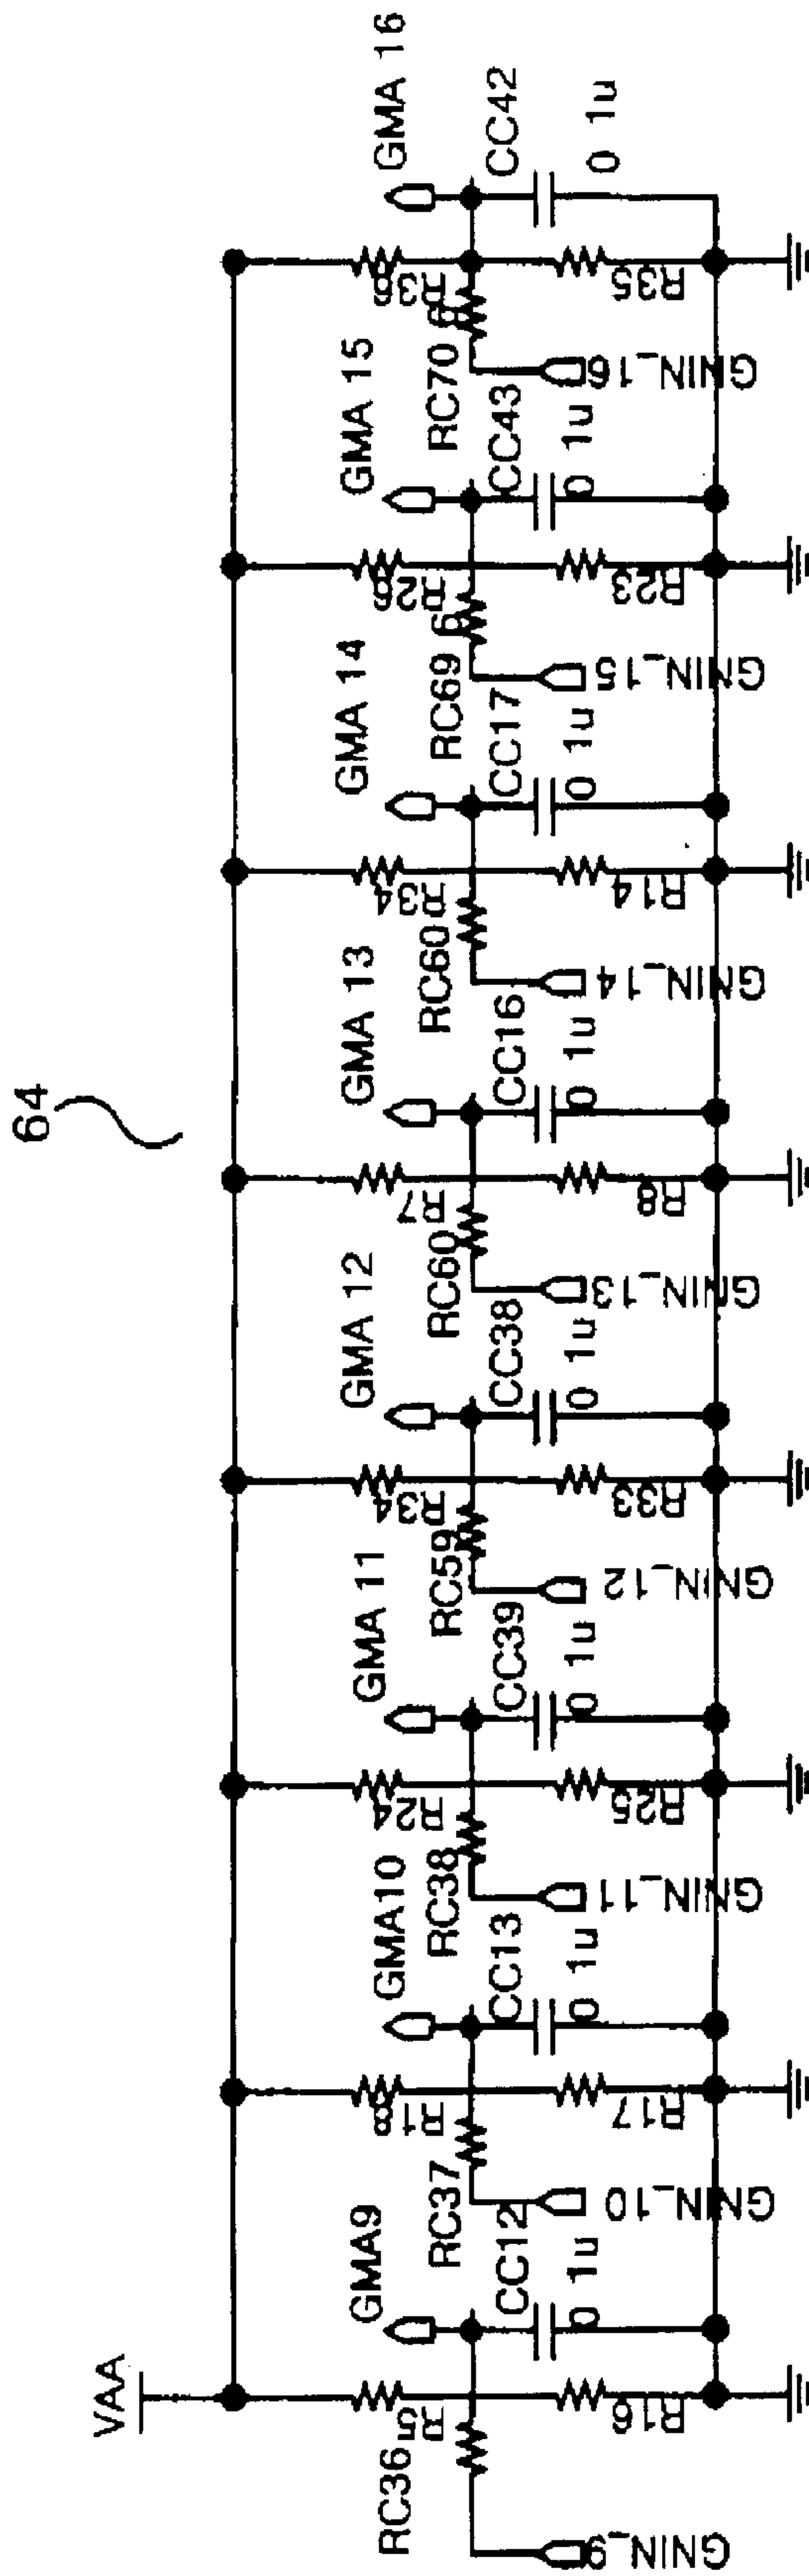 64
VAA
GMA9
GMA10
GMA 11
GMA 12
GMA 13
GMA 14
GMA 15
GMA 16
R5
R18
R24
R34
R7
R34
R26
R36
RC36
RC37
RC38
RC59
RC60
RC60
RC69
RC70
6
CC12
CC13
CC39
CC38
CC16
CC17
CC43
CC42
0 1u
0 1u
0 1u
0 1u
0 1u
0 1u
0 1u
0 1u
R16
R17
R25
R33
R8
R14
R23
R35
GNIN_9
GNIN_10
GNIN_11
GNIN_12
GNIN_13
GNIN_14
GNIN_15
GNIN_16